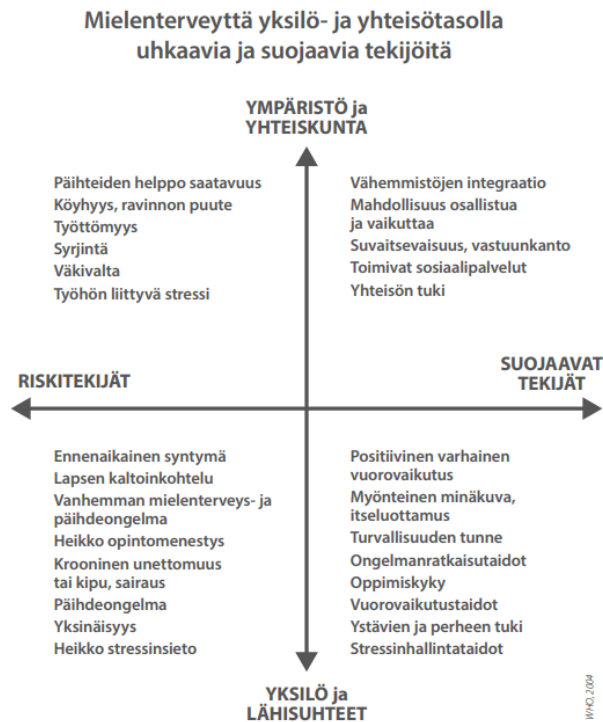 Mielenterveyttä yksilö- ja yhteisötasolla
uhkaavia ja suojaavia tekijöitä
YMPÄRISTÖ ja
YHTEISKUNTA
Päihteiden helppo saatavuus
Köyhyys, ravinnon puute
Työttömyys
Syrjintä
Väkivalta
Työhön liittyvä stressi
Vähemmistöjen integraatio
Mahdollisuus osallistua
ja vaikuttaa
Suvaitsevaisuus, vastuunkanto
Toimivat sosiaalipalvelut
Yhteisön tuki
RISKITEKIJÄT
SUOJAAVAT
TEKIJÄT
Ennenaikainen syntymä
Lapsen kaltoinkohtelu
Vanhemman mielenterveys- ja
päihdeongelma
Heikko opintomenestys
Krooninen unettomuus
tai kipu, sairaus
Päihdeongelma
Yksinäisyys
Heikko stressinsieto
Positiivinen varhainen
vuorovaikutus
Myönteinen minäkuva,
itseluottamus
Turvallisuuden tunne
Ongelmanratkaisutaidot
Oppimiskyky
Vuorovaikutustaidot
Ystävien ja perheen tuki
Stressinhallintataidot
YKSILÖ ja
LÄHISUHTEET
WHO, 2004